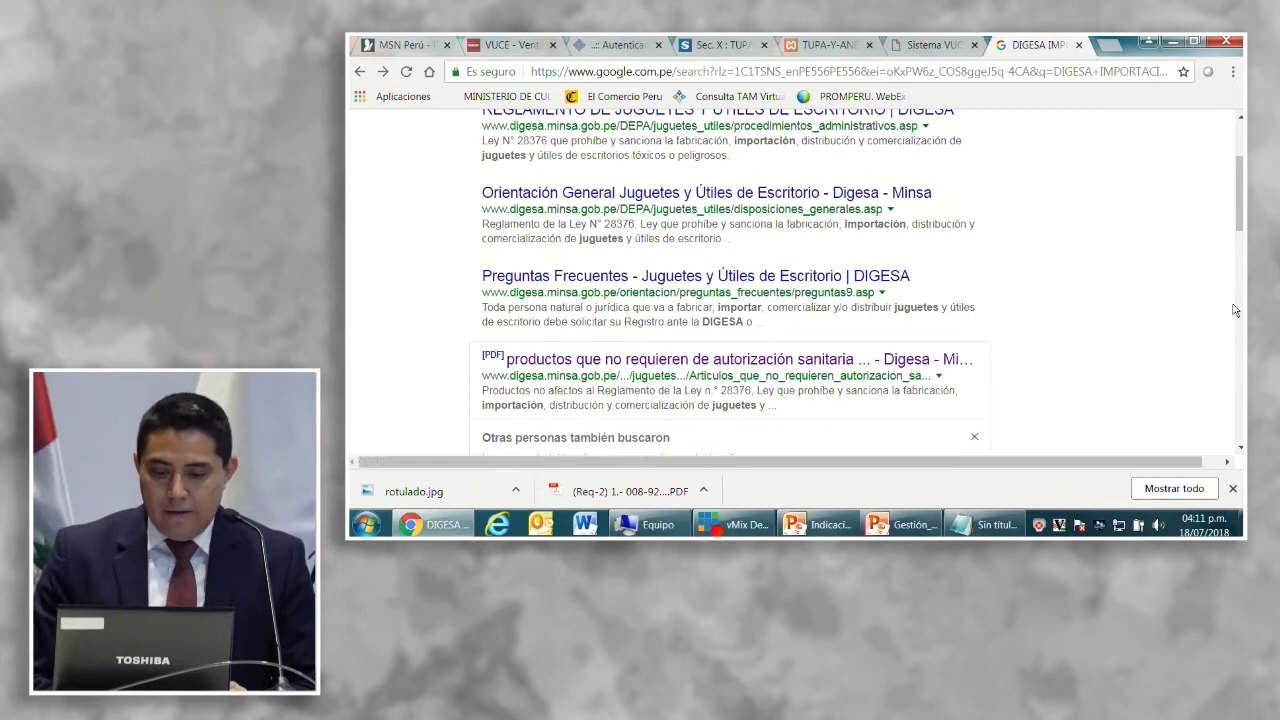 MSN Perú -
VUCE - Vent
..:: Autentica
Sec. X : TUPA
TUPA-Y-ANE
Sistema VUC
DIGESA IMP
Es seguro
https://www.google.com.pe/search?rlz=1C1TSNS_enPE556PE556&ei=oKxPW6z_COS8ggeJ5q-4CA&q=DIGESA+IMPORTACI...
Aplicaciones
MINISTERIO DE CUL
El Comercio Peru
Consulta TAM Virtua
PROMPERU. WebEx
REGLAMENTO DE JUGUETES Y ÚTILES DE ESCRITORIO | DIGESA
www.digesa.minsa.gob.pe/DEPA/juguetes_utiles/procedimientos_administrativos.asp
Ley N° 28376 que prohíbe y sanciona la fabricación, importación, distribución y comercialización de
juguetes y útiles de escritorios tóxicos o peligrosos.
Orientación General Juguetes y Útiles de Escritorio - Digesa - Minsa
www.digesa.minsa.gob.pe/DEPA/juguetes_utiles/disposiciones_generales.asp
Reglamento de la Ley N° 28376, Ley que prohíbe y sanciona la fabricación, importación, distribución y
comercialización de juguetes y útiles de escritorio ...
Preguntas Frecuentes - Juguetes y Útiles de Escritorio | DIGESA
www.digesa.minsa.gob.pe/orientacion/preguntas_frecuentes/preguntas9.asp
Toda persona natural o jurídica que va a fabricar, importar, comercializar y/o distribuir juguetes y útiles
de escritorio debe solicitar su Registro ante la DIGESA o ...
[PDF] productos que no requieren de autorización sanitaria ... - Digesa - Mi...
www.digesa.minsa.gob.pe/.../juguetes.../Articulos_que_no_requieren_autorizacion_sa...
Productos no afectos al Reglamento de la Ley n.° 28376, Ley que prohíbe y sanciona la fabricación,
importación, distribución y comercialización de juguetes y ...
Otras personas también buscaron
rotulado.jpg
(Req-2) 1.- 008-92....PDF
Mostrar todo
DIGESA ...
Equipo
vMix De...
Indicaci...
Gestión_...
Sin títul...
04:11 p.m.
18/07/2018
TOSHIBA